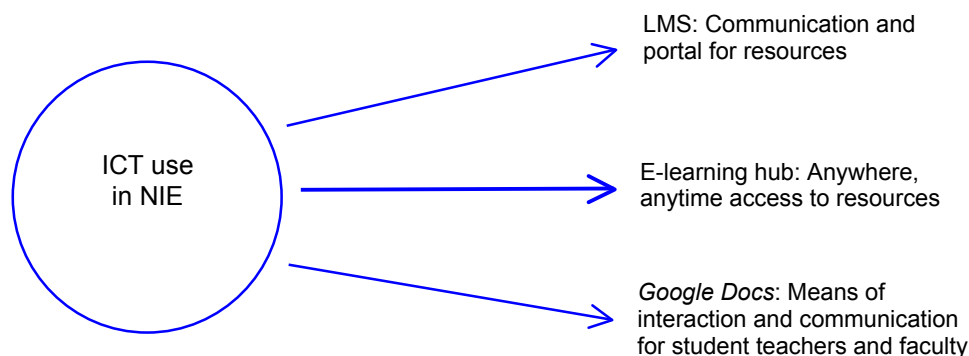 LMS: Communication and
portal for resources
ICT use
in NIE
E-learning hub: Anywhere,
anytime access to resources
Google Docs: Means of
interaction and communication
for student teachers and faculty